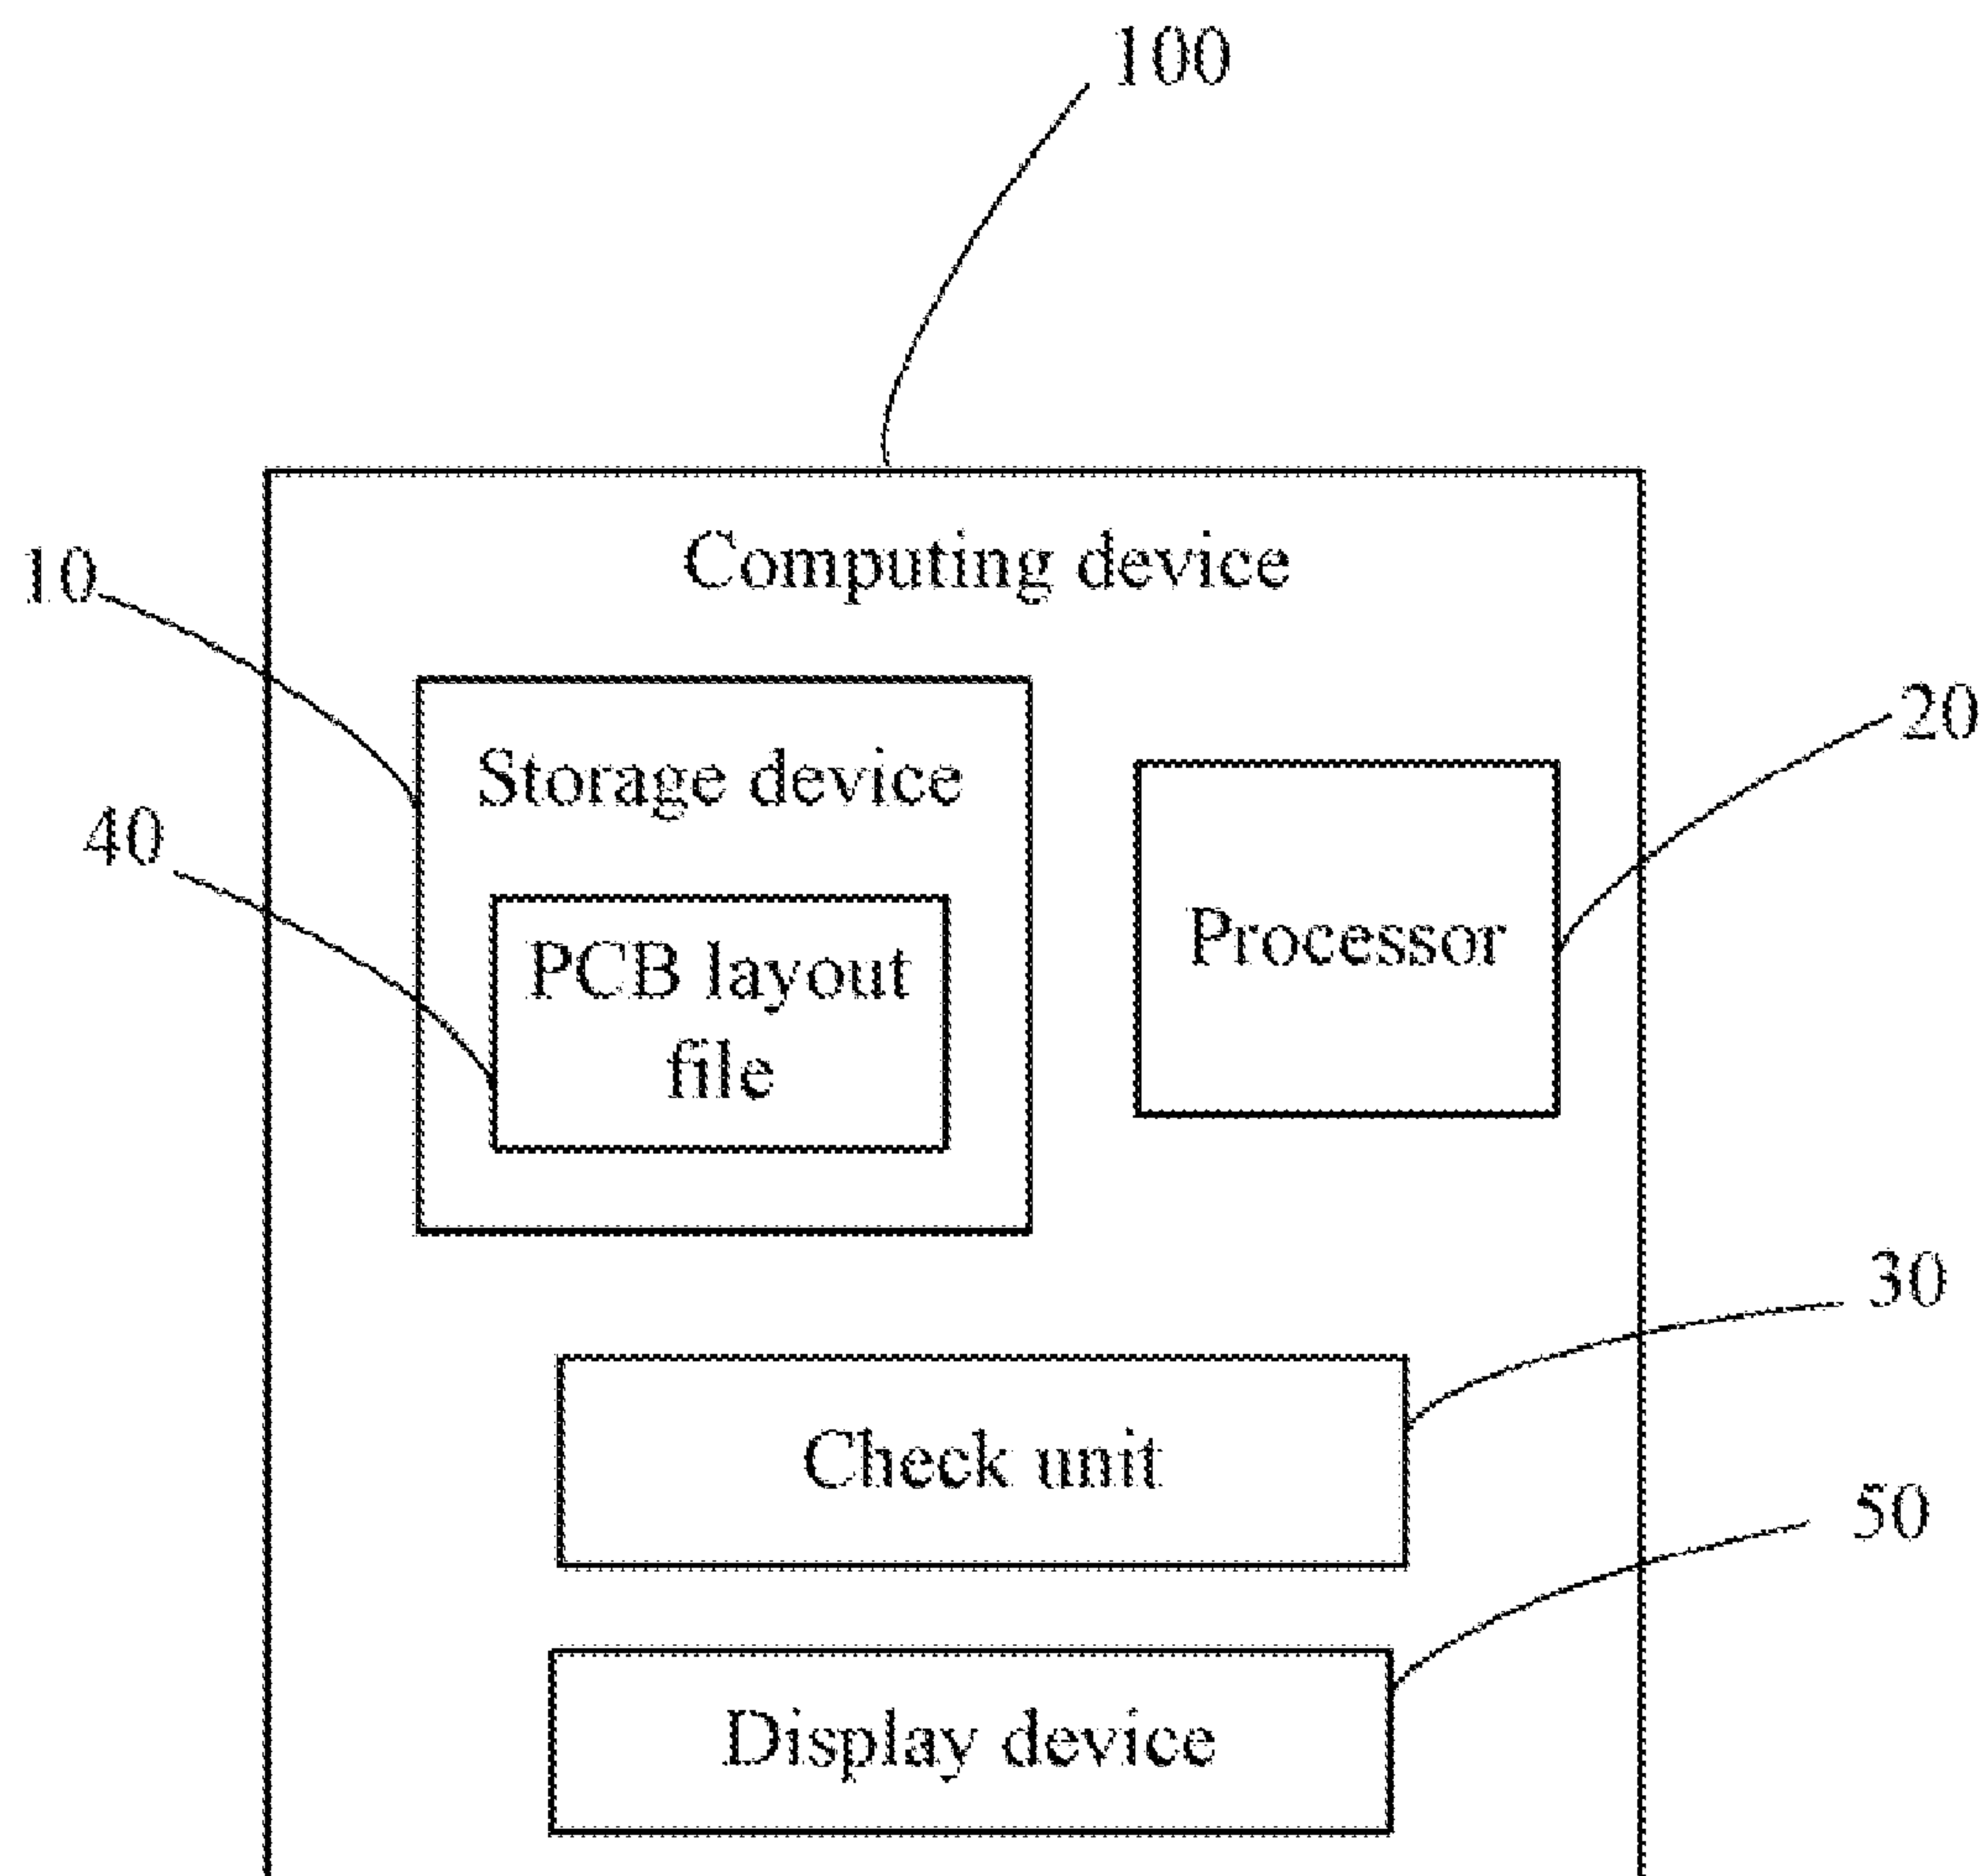 100
Computing device
10
Storage device
20
40
PCB layout
file
Processor
30
Check unit
50
Display device